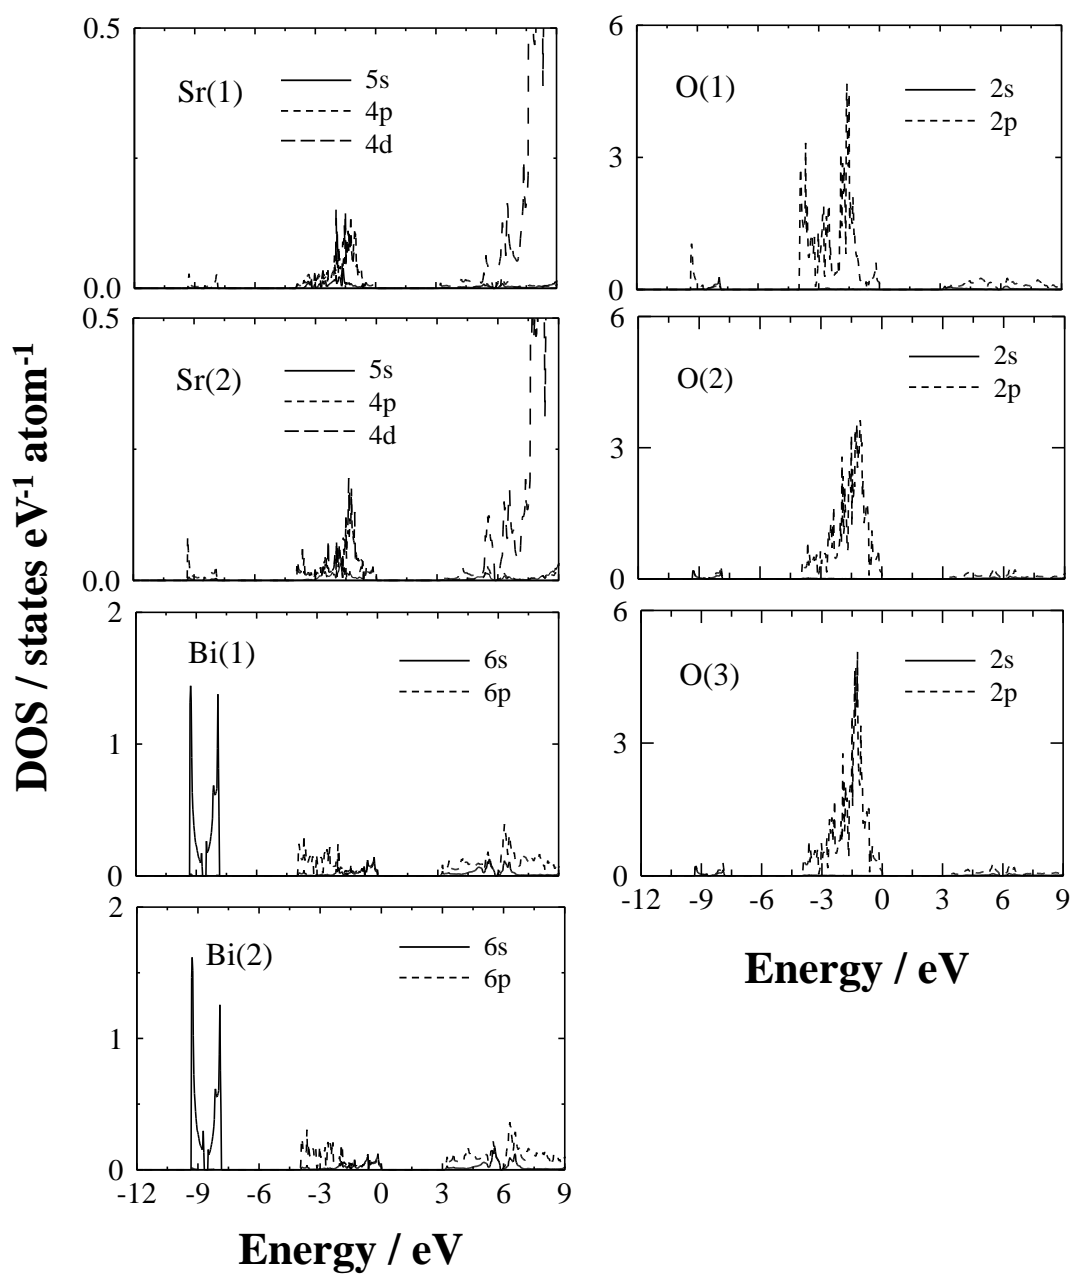 DOS / states eV-1 atom-1
0.5
Sr(1)
5s
4p
4d
0.0
0.5
Sr(2)
5s
4p
4d
0.0
2
Bi(1)
6s
6p
1
0
2
Bi(2)
6s
6p
1
0
-12 -9 -6 -3 0 3 6 9
Energy / eV
6
O(1)
2s
2p
3
0
6
O(2)
2s
2p
3
0
6
O(3)
2s
2p
3
0
-12 -9 -6 -3 0 3 6 9
Energy / eV